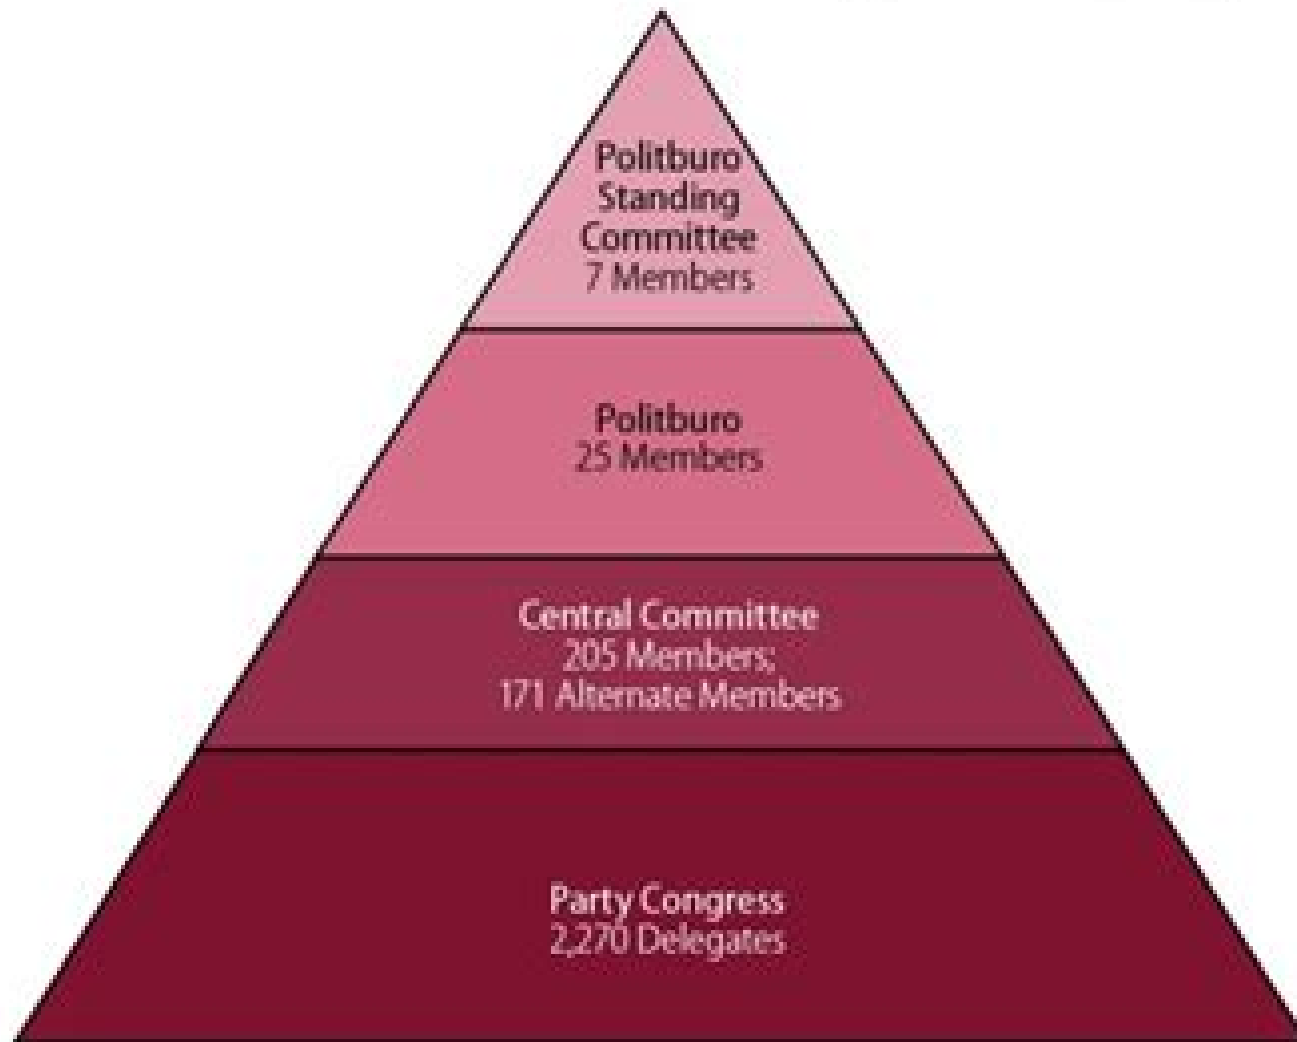 Politburo
Standing
Committee
7 Members
Politburo
25 Members
Central Committee
205 Members;
171 Alternate Members
Party Congress
2,270 Delegates